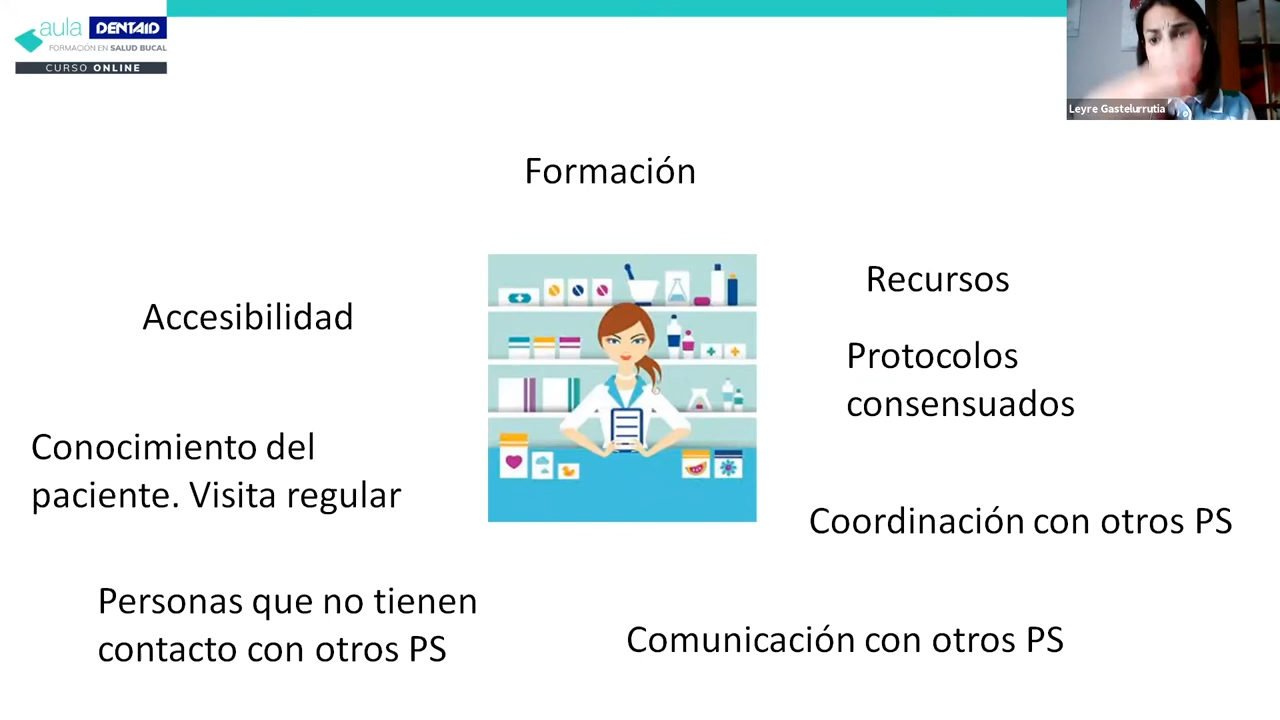 aula DENTAID
FORMACIÓN EN SALUD BUCAL
CURSO ONLINE
Leyre Gastelurrutia
Formación
Accesibilidad
Recursos
Protocolos
consensuados
Conocimiento del
paciente. Visita regular
Coordinación con otros PS
Personas que no tienen
contacto con otros PS
Comunicación con otros PS